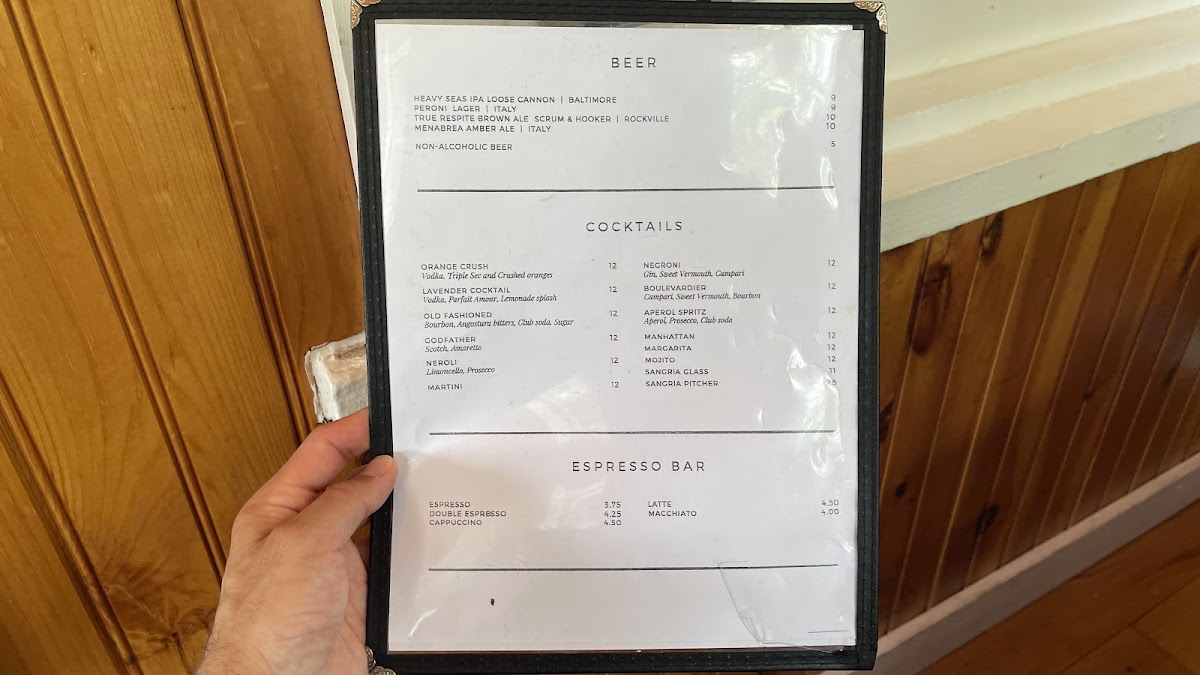 BEER
HEAVY SEAS IPA LOOSE CANNON | BALTIMORE 9
PERONI LAGER | ITALY 9
TRUE RESPITE BROWN ALE SCRUM & HOOKER | ROCKVILLE 10
MENABREA AMBER ALE | ITALY 10
NON-ALCOHOLIC BEER 5
COCKTAILS
ORANGE CRUSH 12
Vodka, Triple Sec and Crushed oranges
LAVENDER COCKTAIL 12
Vodka, Parfait Amour, Lemonade splash
OLD FASHIONED 12
Bourbon, Angostura bitters, Club soda, Sugar
GODFATHER 12
Scotch, Amaretto
NEROLI 12
Limoncello, Prosecco
MARTINI 12
NEGRONI 12
Gin, Sweet Vermouth, Campari
BOULEVARDIER 12
Campari, Sweet Vermouth, Bourbon
APEROL SPRITZ 12
Aperol, Prosecco, Club soda
MANHATTAN 12
MARGARITA 12
MOJITO 12
SANGRIA GLASS 11
SANGRIA PITCHER
ESPRESSO BAR
ESPRESSO 3.75
DOUBLE ESPRESSO 4.25
CAPPUCCINO 4.50
LATTE 4.50
MACCHIATO 4.00